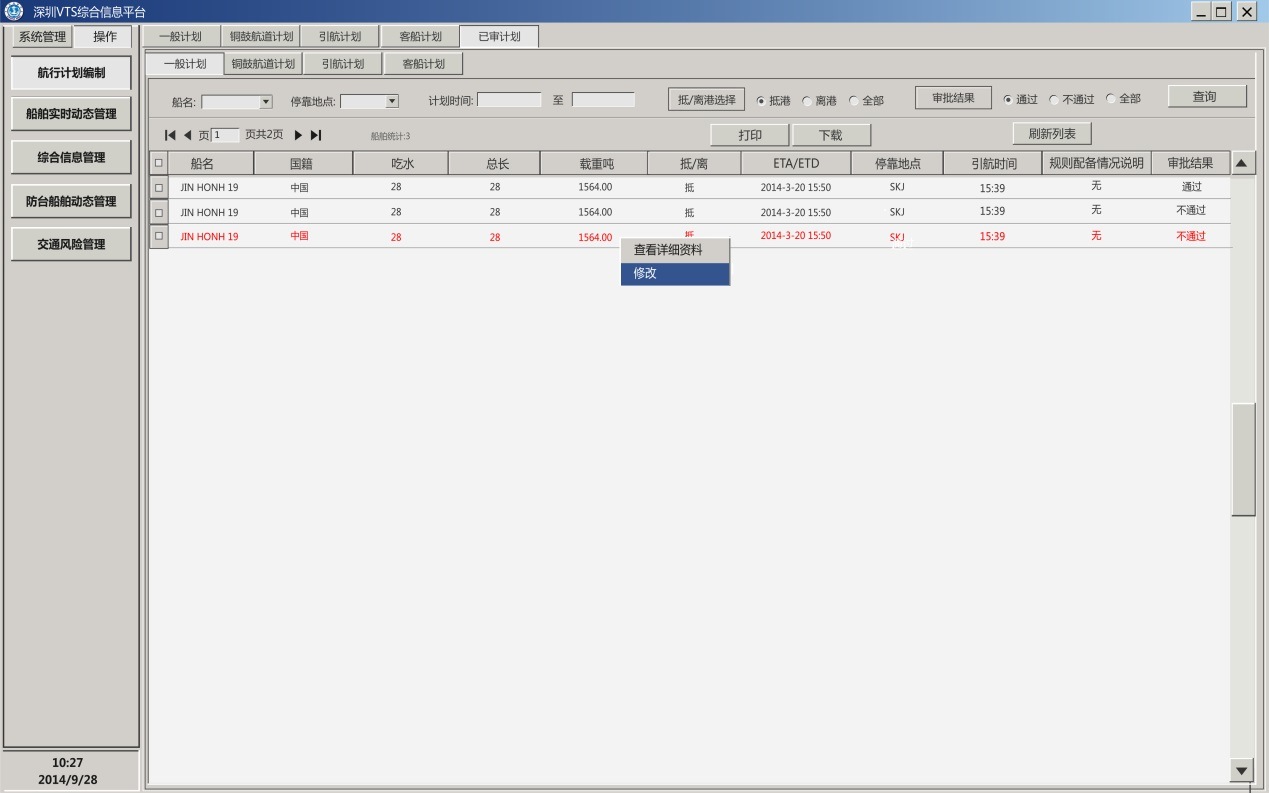 深圳VTS综合信息平台
系统管理 操作
一般计划 铜鼓航道计划 引航计划 客船计划 已审计划
一般计划 铜鼓航道计划 引航计划 客船计划
航行计划编制
船舶实时动态管理
综合信息管理
防台船舶动态管理
交通风险管理
船名: 停靠地点: 计划时间: 至 抵/离港选择 抵港 离港 全部 审批结果 通过 不通过 全部 查询
页 1 页共2页 船舶统计:3 打印 下载 刷新列表
船名 国籍 吃水 总长 载重吨 抵/离 ETA/ETD 停靠地点 引航时间 规则配备情况说明 审批结果
JIN HONH 19 中国 28 28 1564.00 抵 2014-3-20 15:50 SKJ 15:39 无 通过
JIN HONH 19 中国 28 28 1564.00 抵 2014-3-20 15:50 SKJ 15:39 无 不通过
JIN HONH 19 中国 28 28 1564.00 抵 2014-3-20 15:50 SKJ 15:39 无 不通过
查看详细资料
修改
10:27
2014/9/28